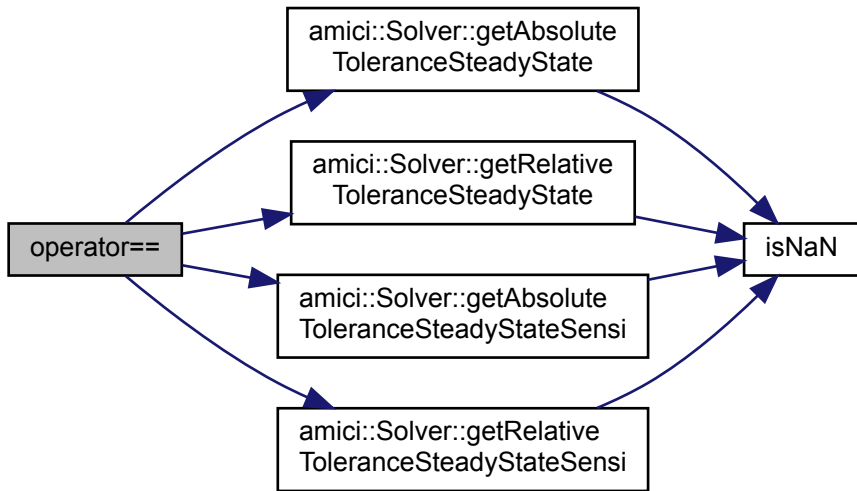 amici::Solver::getAbsolute
ToleranceSteadyState
amici::Solver::getRelative
ToleranceSteadyState
operator==
isNaN
amici::Solver::getAbsolute
ToleranceSteadyStateSensi
amici::Solver::getRelative
ToleranceSteadyStateSensi